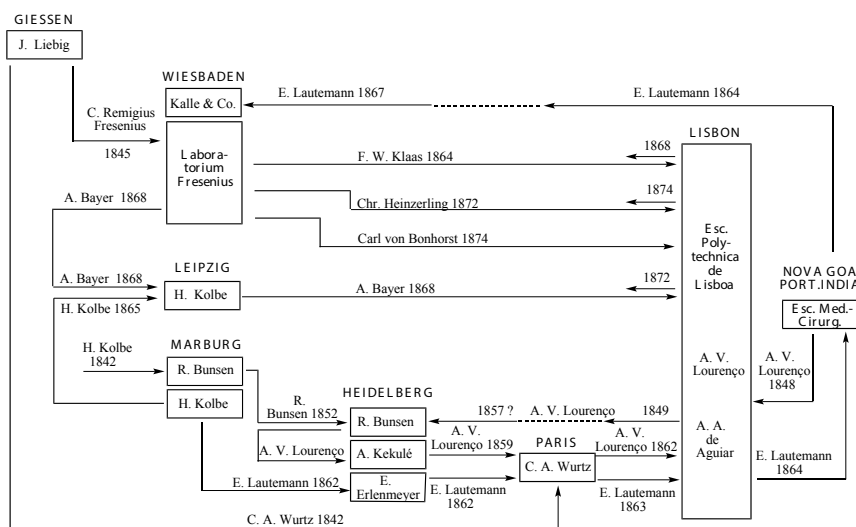 GIESSEN
J. Liebig
WIESBADEN
Kalle & Co.
E. Lautemann 1867
E. Lautemann 1864
C. Remigius
Fresenius
1845
Labora-
torium
Fresenius
LISBON
F. W. Klaas 1864
1868
Chr. Heinzerling 1872
1874
A. Bayer 1868
Carl von Bonhorst 1874
Esc.
Poly-
technica
de
Lisboa
LEIPZIG
A. Bayer 1868
H. Kolbe 1865
H. Kolbe
A. Bayer 1868
1872
NOVA GOA
PORT.INDIA
Esc. Med.-
Cirurg.
MARBURG
H. Kolbe
1842
R. Bunsen
H. Kolbe
A. V.
Lourenço
A. V.
Lourenço
1848
HEIDELBERG
R.
Bunsen 1852
R. Bunsen
1857 ?
A. V. Lourenço
1849
A. V. Lourenço
A. Kekulé
A. V.
Lourenço 1859
PARIS
A. V.
Lourenço 1862
A. A.
de
Aguiar
C. A. Wurtz
E. Lautemann
1864
E. Lautemann 1862
E.
Erlenmeyer
E. Lautemann
1862
E. Lautemann
1863
C. A. Wurtz 1842